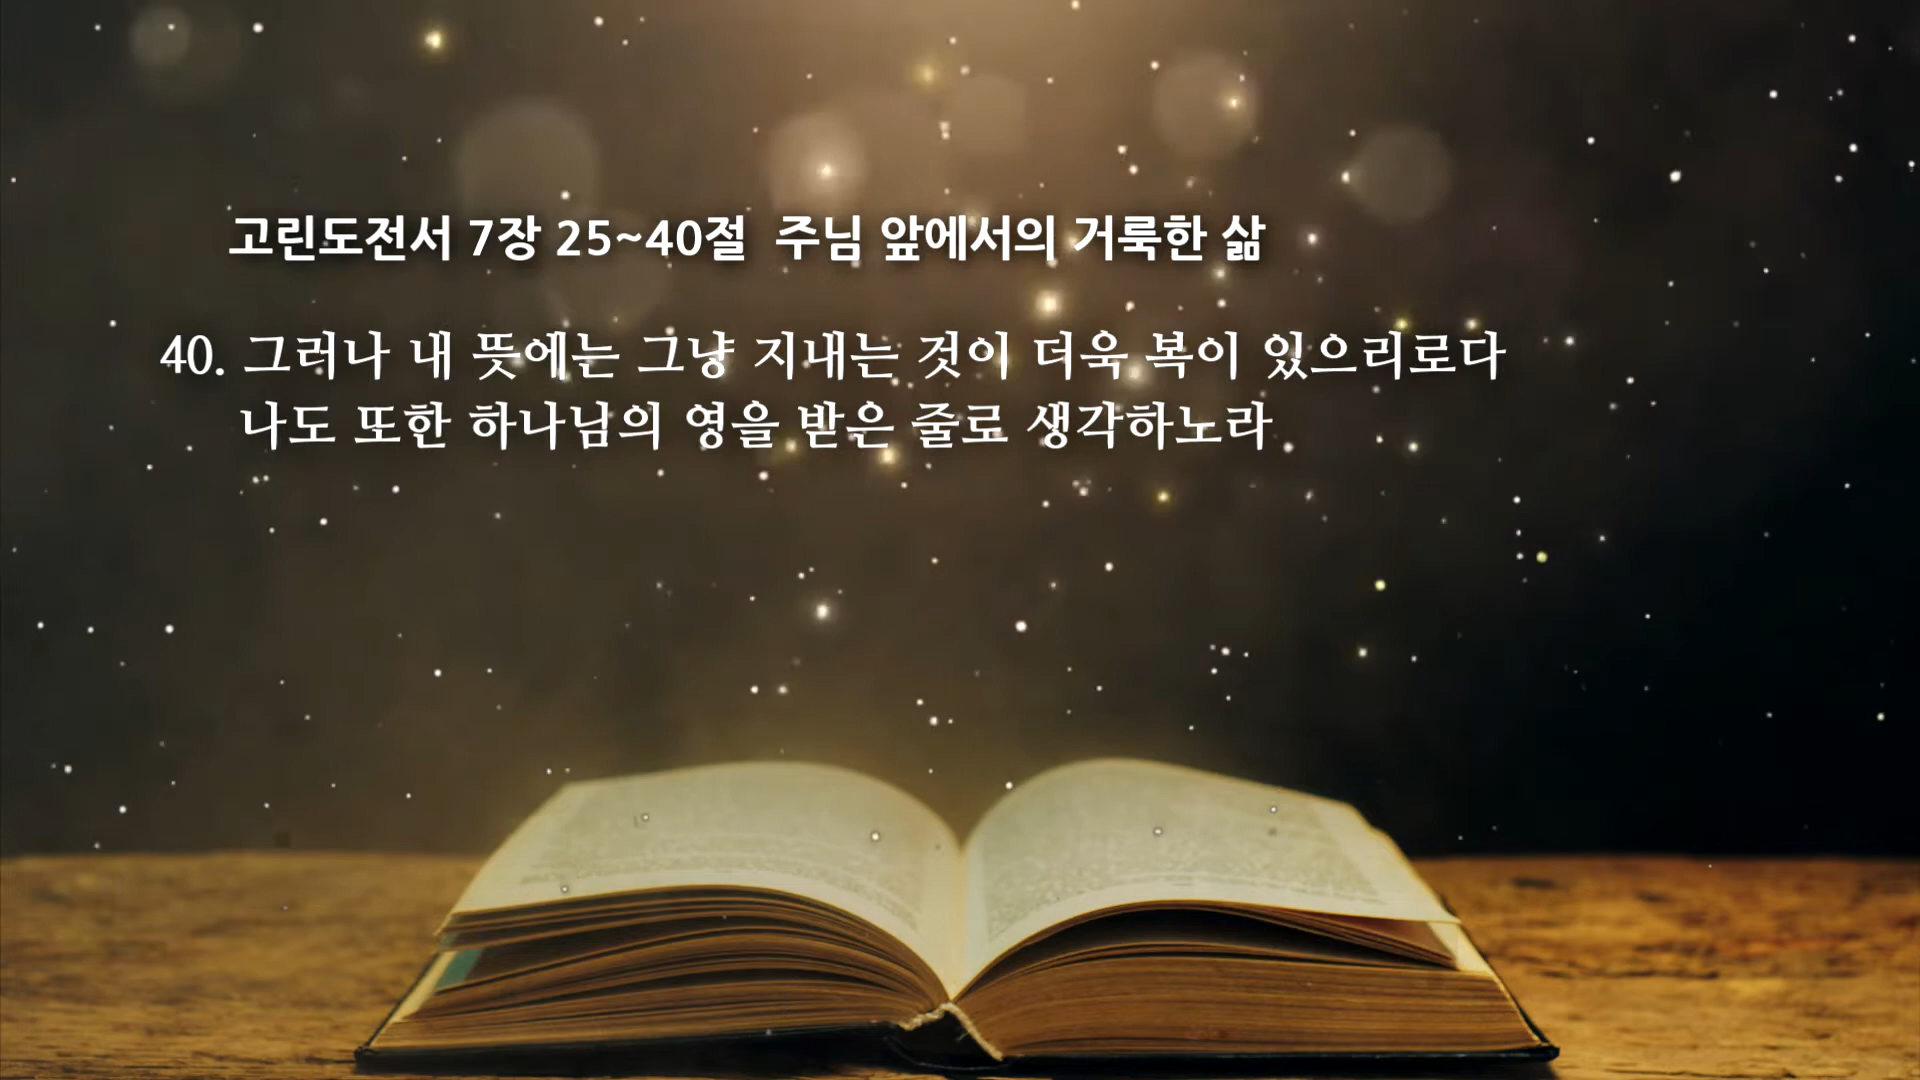 고린도전서 7장 25~40절 주님 앞에서의 거룩한 삶
40. 그러나 내 뜻에는 그냥 지내는 것이 더욱 복이 있으리로다
나도 또한 하나님의 영을 받은 줄로 생각하노라